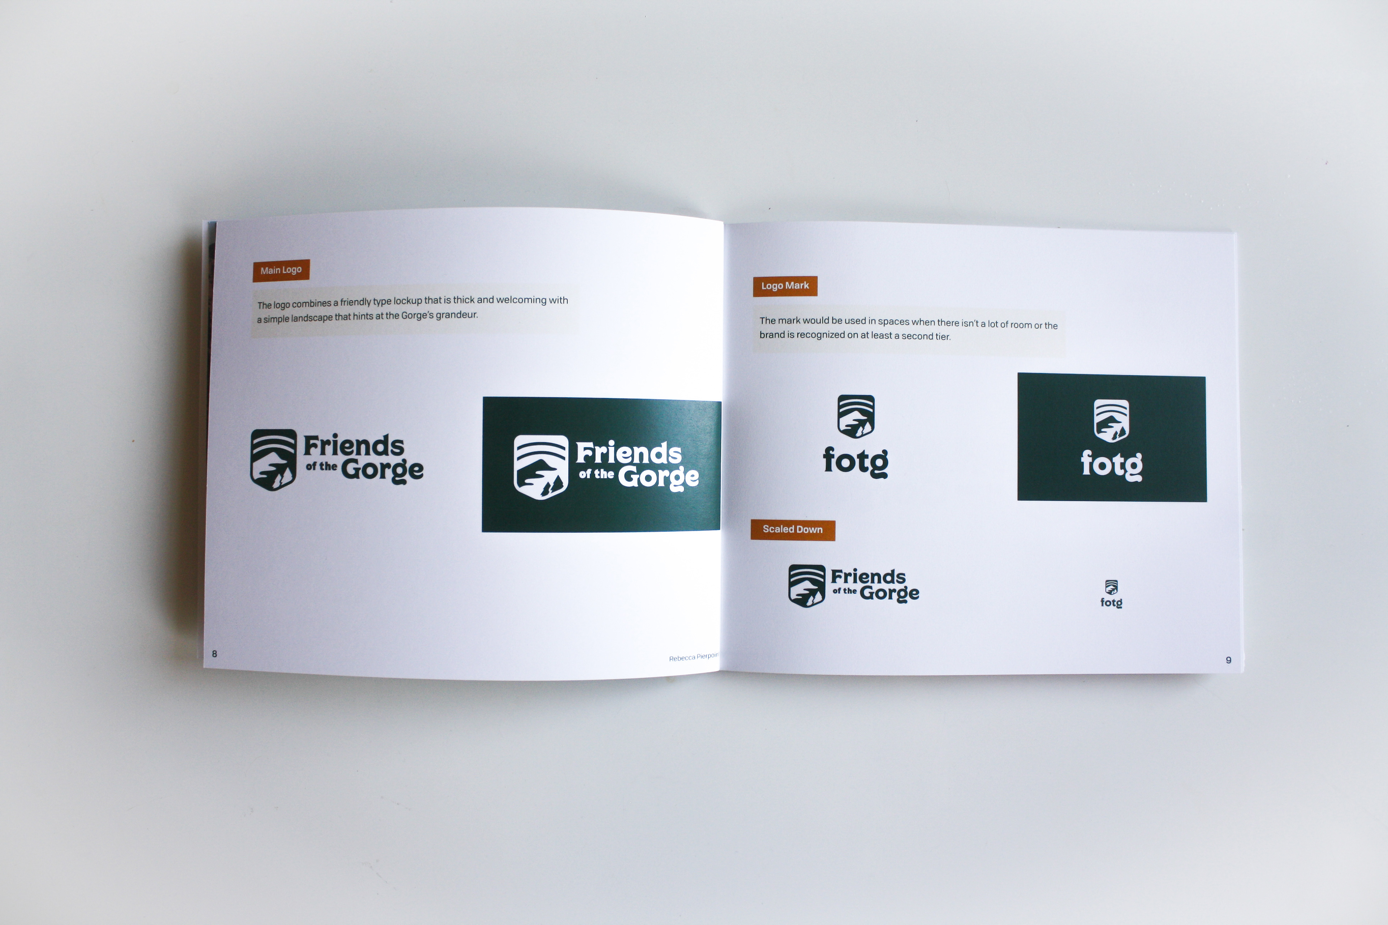 Main Logo
The logo combines a friendly type lockup that is thick and welcoming with
a simple landscape that hints at the Gorge's grandeur.
Friends
of the Gorge
Friends
of the Gorge
8
Rebecca
Logo Mark
The mark would be used in spaces when there isn't a lot of room or the
brand is recognized on at least a second tier.
fotg
fotg
Scaled Down
Friends
of the Gorge
fotg
9